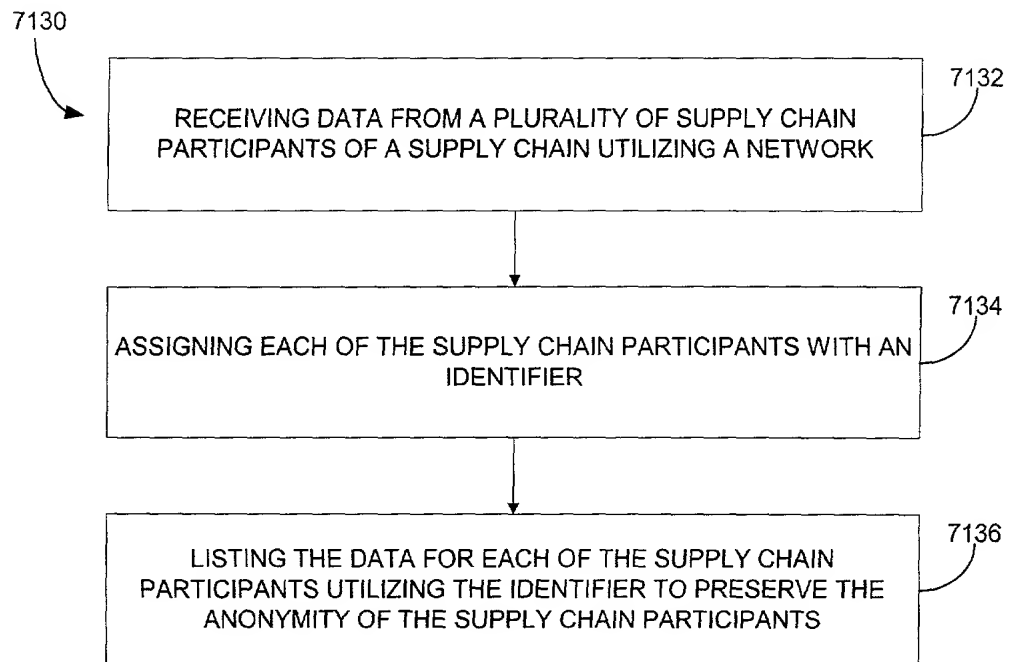 7130
7132
RECEIVING DATA FROM A PLURALITY OF SUPPLY CHAIN
PARTICIPANTS OF A SUPPLY CHAIN UTILIZING A NETWORK
7134
ASSIGNING EACH OF THE SUPPLY CHAIN PARTICIPANTS WITH AN
IDENTIFIER
7136
LISTING THE DATA FOR EACH OF THE SUPPLY CHAIN
PARTICIPANTS UTILIZING THE IDENTIFIER TO PRESERVE THE
ANONYMITY OF THE SUPPLY CHAIN PARTICIPANTS